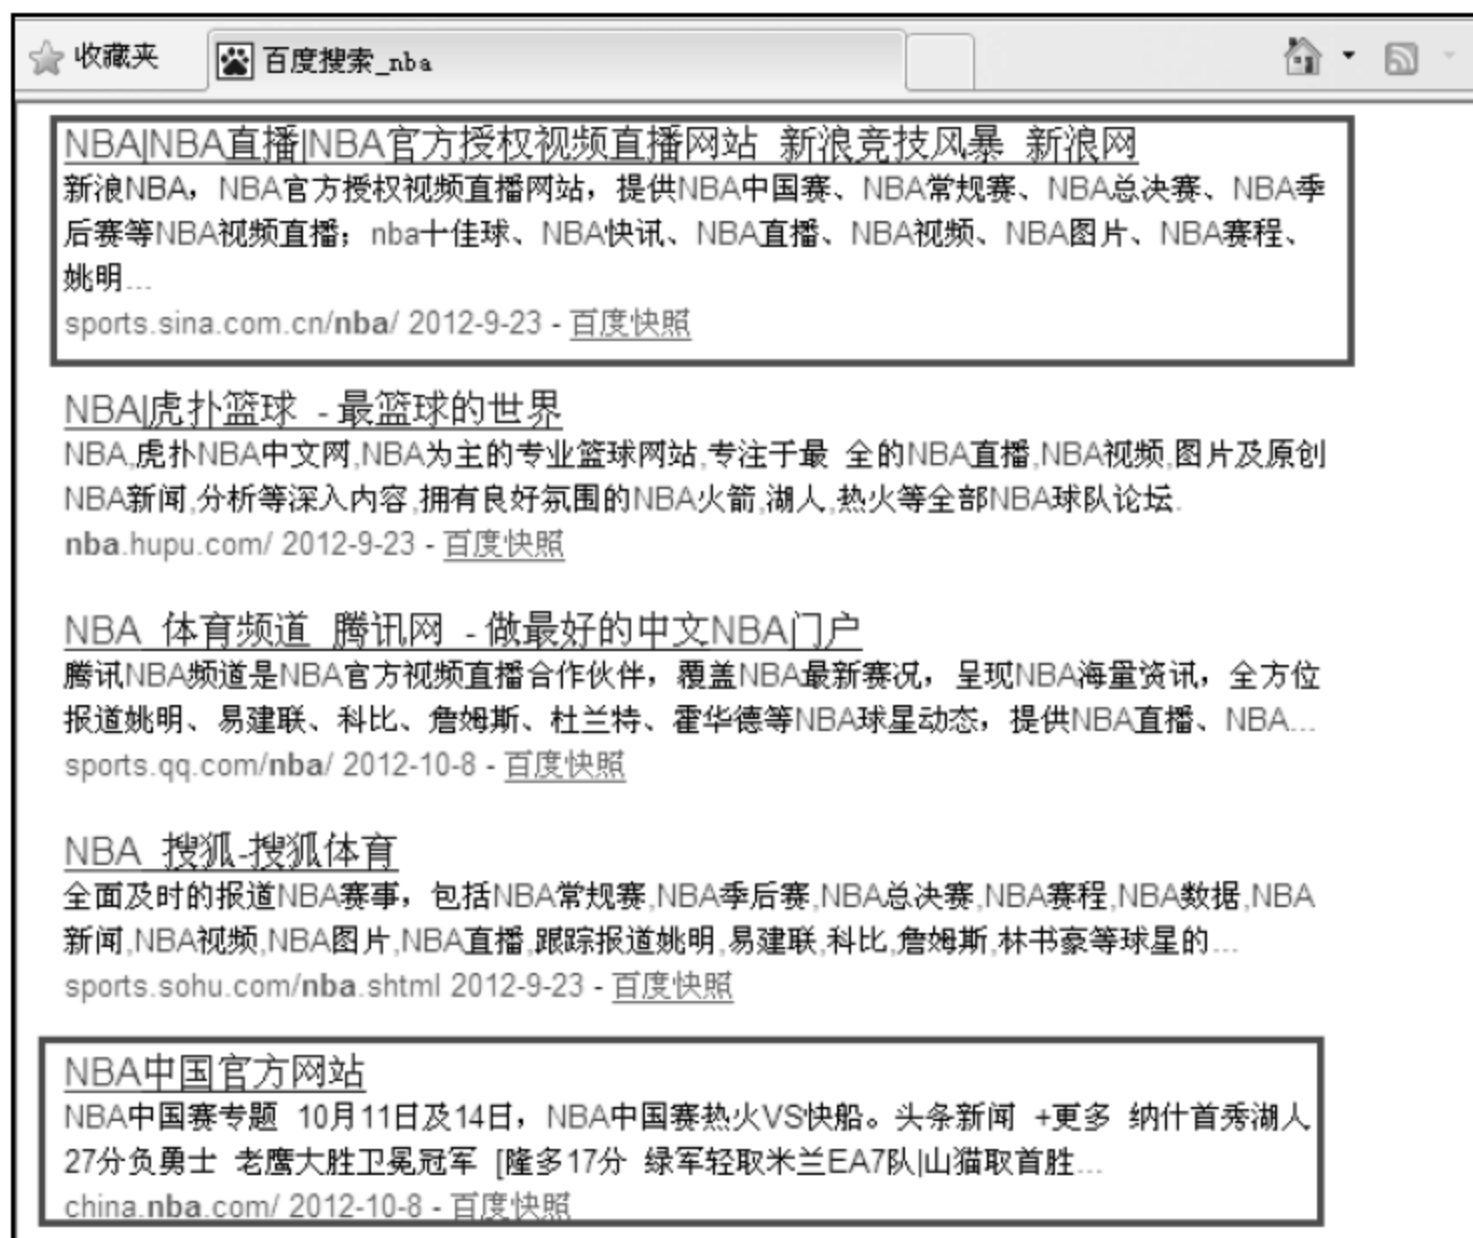 收藏夹 百度搜索_nba
NBA|NBA直播|NBA官方授权视频直播网站 新浪竞技风暴 新浪网
新浪NBA，NBA官方授权视频直播网站，提供NBA中国赛、NBA常规赛、NBA总决赛、NBA季
后赛等NBA视频直播；nba十佳球、NBA快讯、NBA直播、NBA视频、NBA图片、NBA赛程、
姚明...
sports.sina.com.cn/nba/ 2012-9-23 - 百度快照
NBA|虎扑篮球 - 最篮球的世界
NBA,虎扑NBA中文网,NBA为主的专业篮球网站,专注于最 全的NBA直播,NBA视频,图片及原创
NBA新闻,分析等深入内容,拥有良好氛围的NBA火箭,湖人,热火等全部NBA球队论坛.
nba.hupu.com/ 2012-9-23 - 百度快照
NBA 体育频道 腾讯网 - 做最好的中文NBA门户
腾讯NBA频道是NBA官方视频直播合作伙伴，覆盖NBA最新赛况，呈现NBA海量资讯，全方位
报道姚明、易建联、科比、詹姆斯、杜兰特、霍华德等NBA球星动态，提供NBA直播、NBA...
sports.qq.com/nba/ 2012-10-8 - 百度快照
NBA 搜狐-搜狐体育
全面及时的报道NBA赛事，包括NBA常规赛,NBA季后赛,NBA总决赛,NBA赛程,NBA数据,NBA
新闻,NBA视频,NBA图片,NBA直播,跟踪报道姚明,易建联,科比,詹姆斯,林书豪等球星的...
sports.sohu.com/nba.shtml 2012-9-23 - 百度快照
NBA中国官方网站
NBA中国赛专题 10月11日及14日，NBA中国赛热火VS快船。头条新闻 +更多 纳什首秀湖人
27分负勇士 老鹰大胜卫冕冠军 [隆多17分 绿军轻取米兰EA7队|山猫取首胜...
china.nba.com/ 2012-10-8 - 百度快照